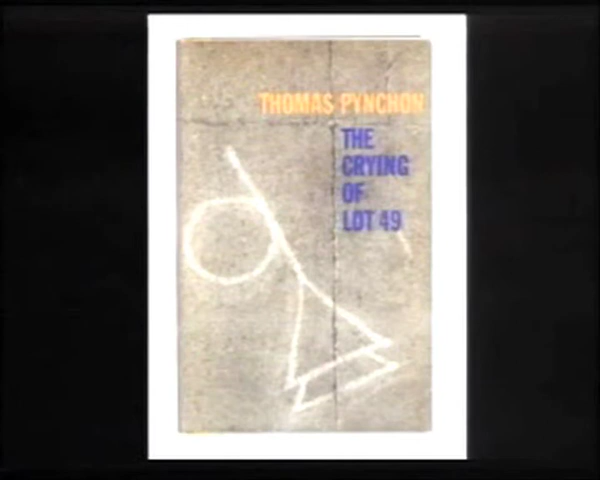 THOMAS PYNCHON
THE
CRYING
OF
LOT 49